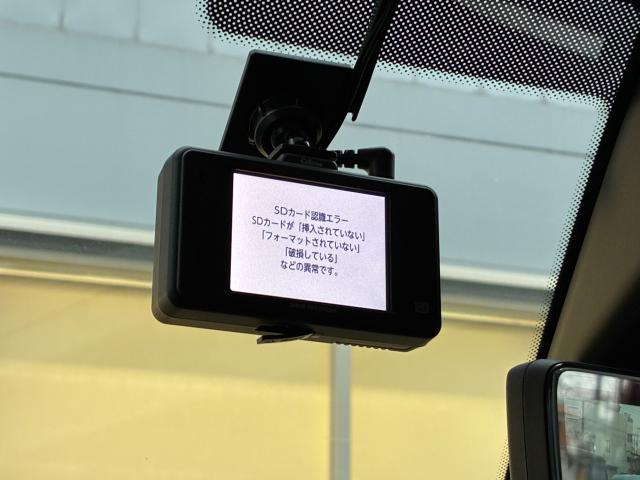 SDカード認識エラー
SDカードが「挿入されていない」
「フォーマットされていない」
「破損している」
などの異常です。